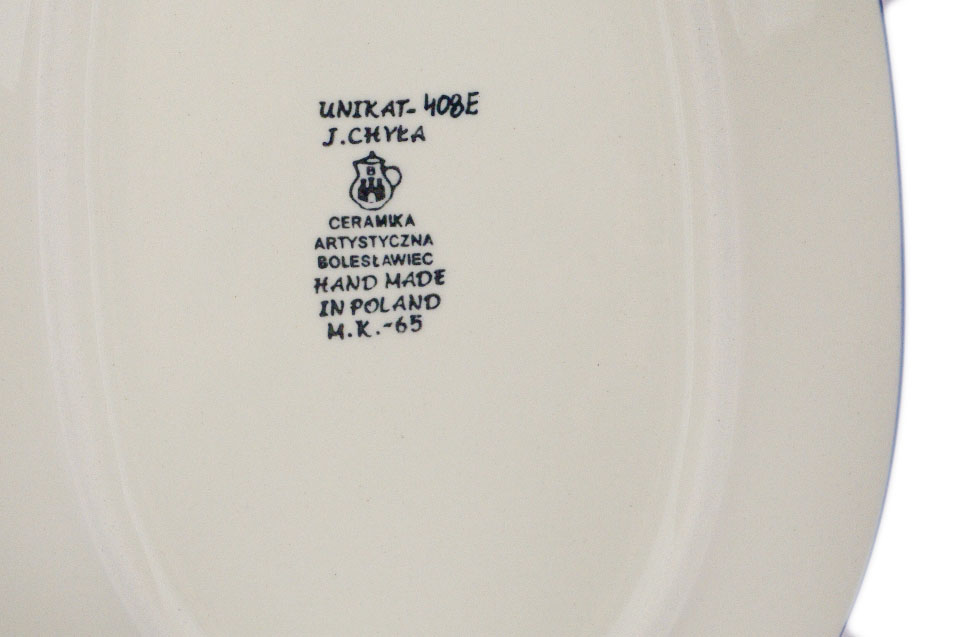 UNIKAT-408E
J.CHYŁA
B
CERAMIKA
ARTYSTYCZNA
BOLESŁAWIEC
HAND MADE
IN POLAND
M.K.-65